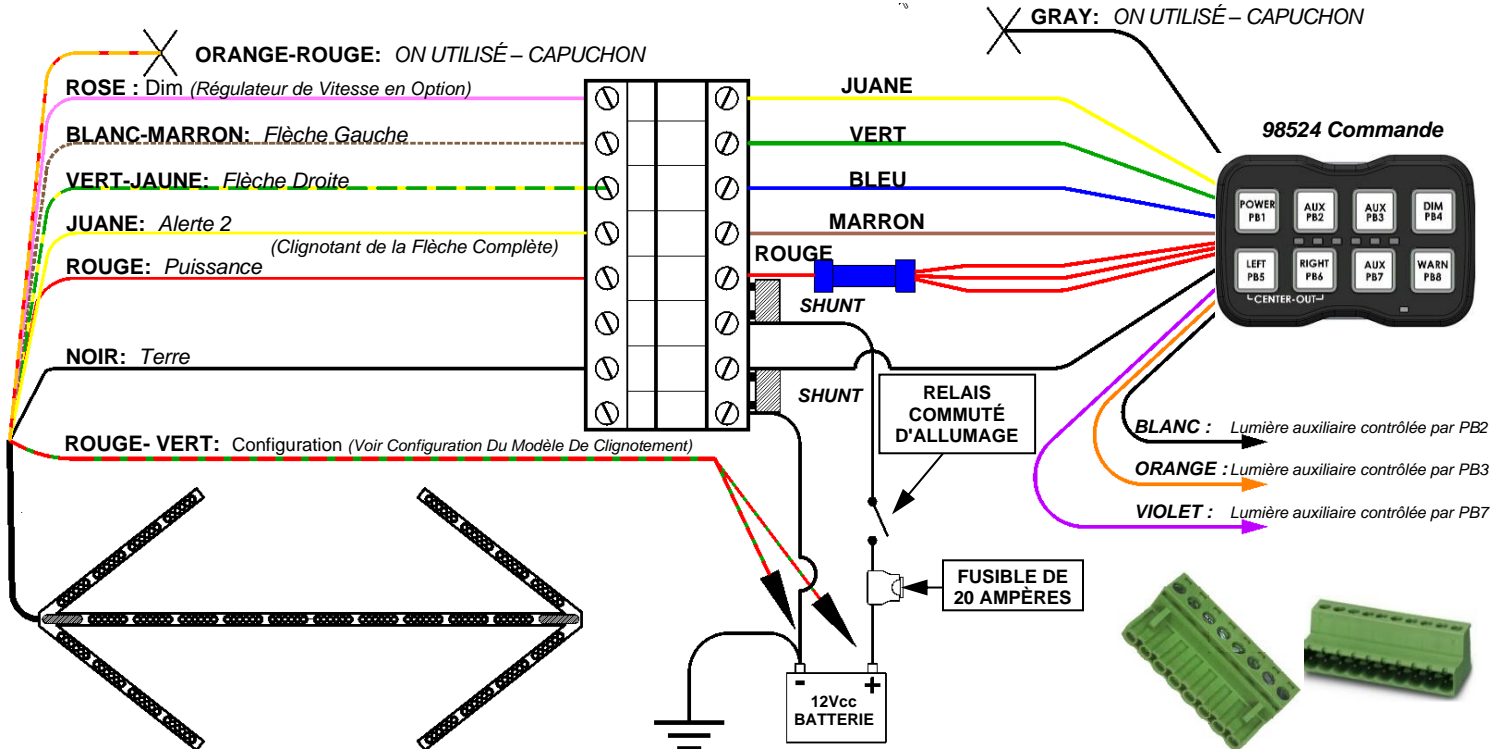 GRAY: ON UTILISÉ – CAPUCHON
ORANGE-ROUGE: ON UTILISÉ – CAPUCHON
ROSE : Dim (Régulateur de Vitesse en Option)
BLANC-MARRON: Flèche Gauche
VERT-JAUNE: Flèche Droite
JUANE: Alerte 2
(Clignotant de la Flèche Complète)
ROUGE: Puissance
NOIR: Terre
ROUGE- VERT: Configuration (Voir Configuration Du Modèle De Clignotement)
JUANE
VERT
BLEU
MARRON
ROUGE
SHUNT
SHUNT
98524 Commande
POWER PB1
AUX PB2
AUX PB3
DIM PB4
LEFT PB5
RIGHT PB6
AUX PB7
WARN PB8
CENTER-OUT
RELAIS
COMMUTÉ
D'ALLUMAGE
BLANC : Lumière auxiliaire contrôlée par PB2
ORANGE : Lumière auxiliaire contrôlée par PB3
VIOLET : Lumière auxiliaire contrôlée par PB7
FUSIBLE DE
20 AMPÈRES
- +
12Vcc
BATTERIE